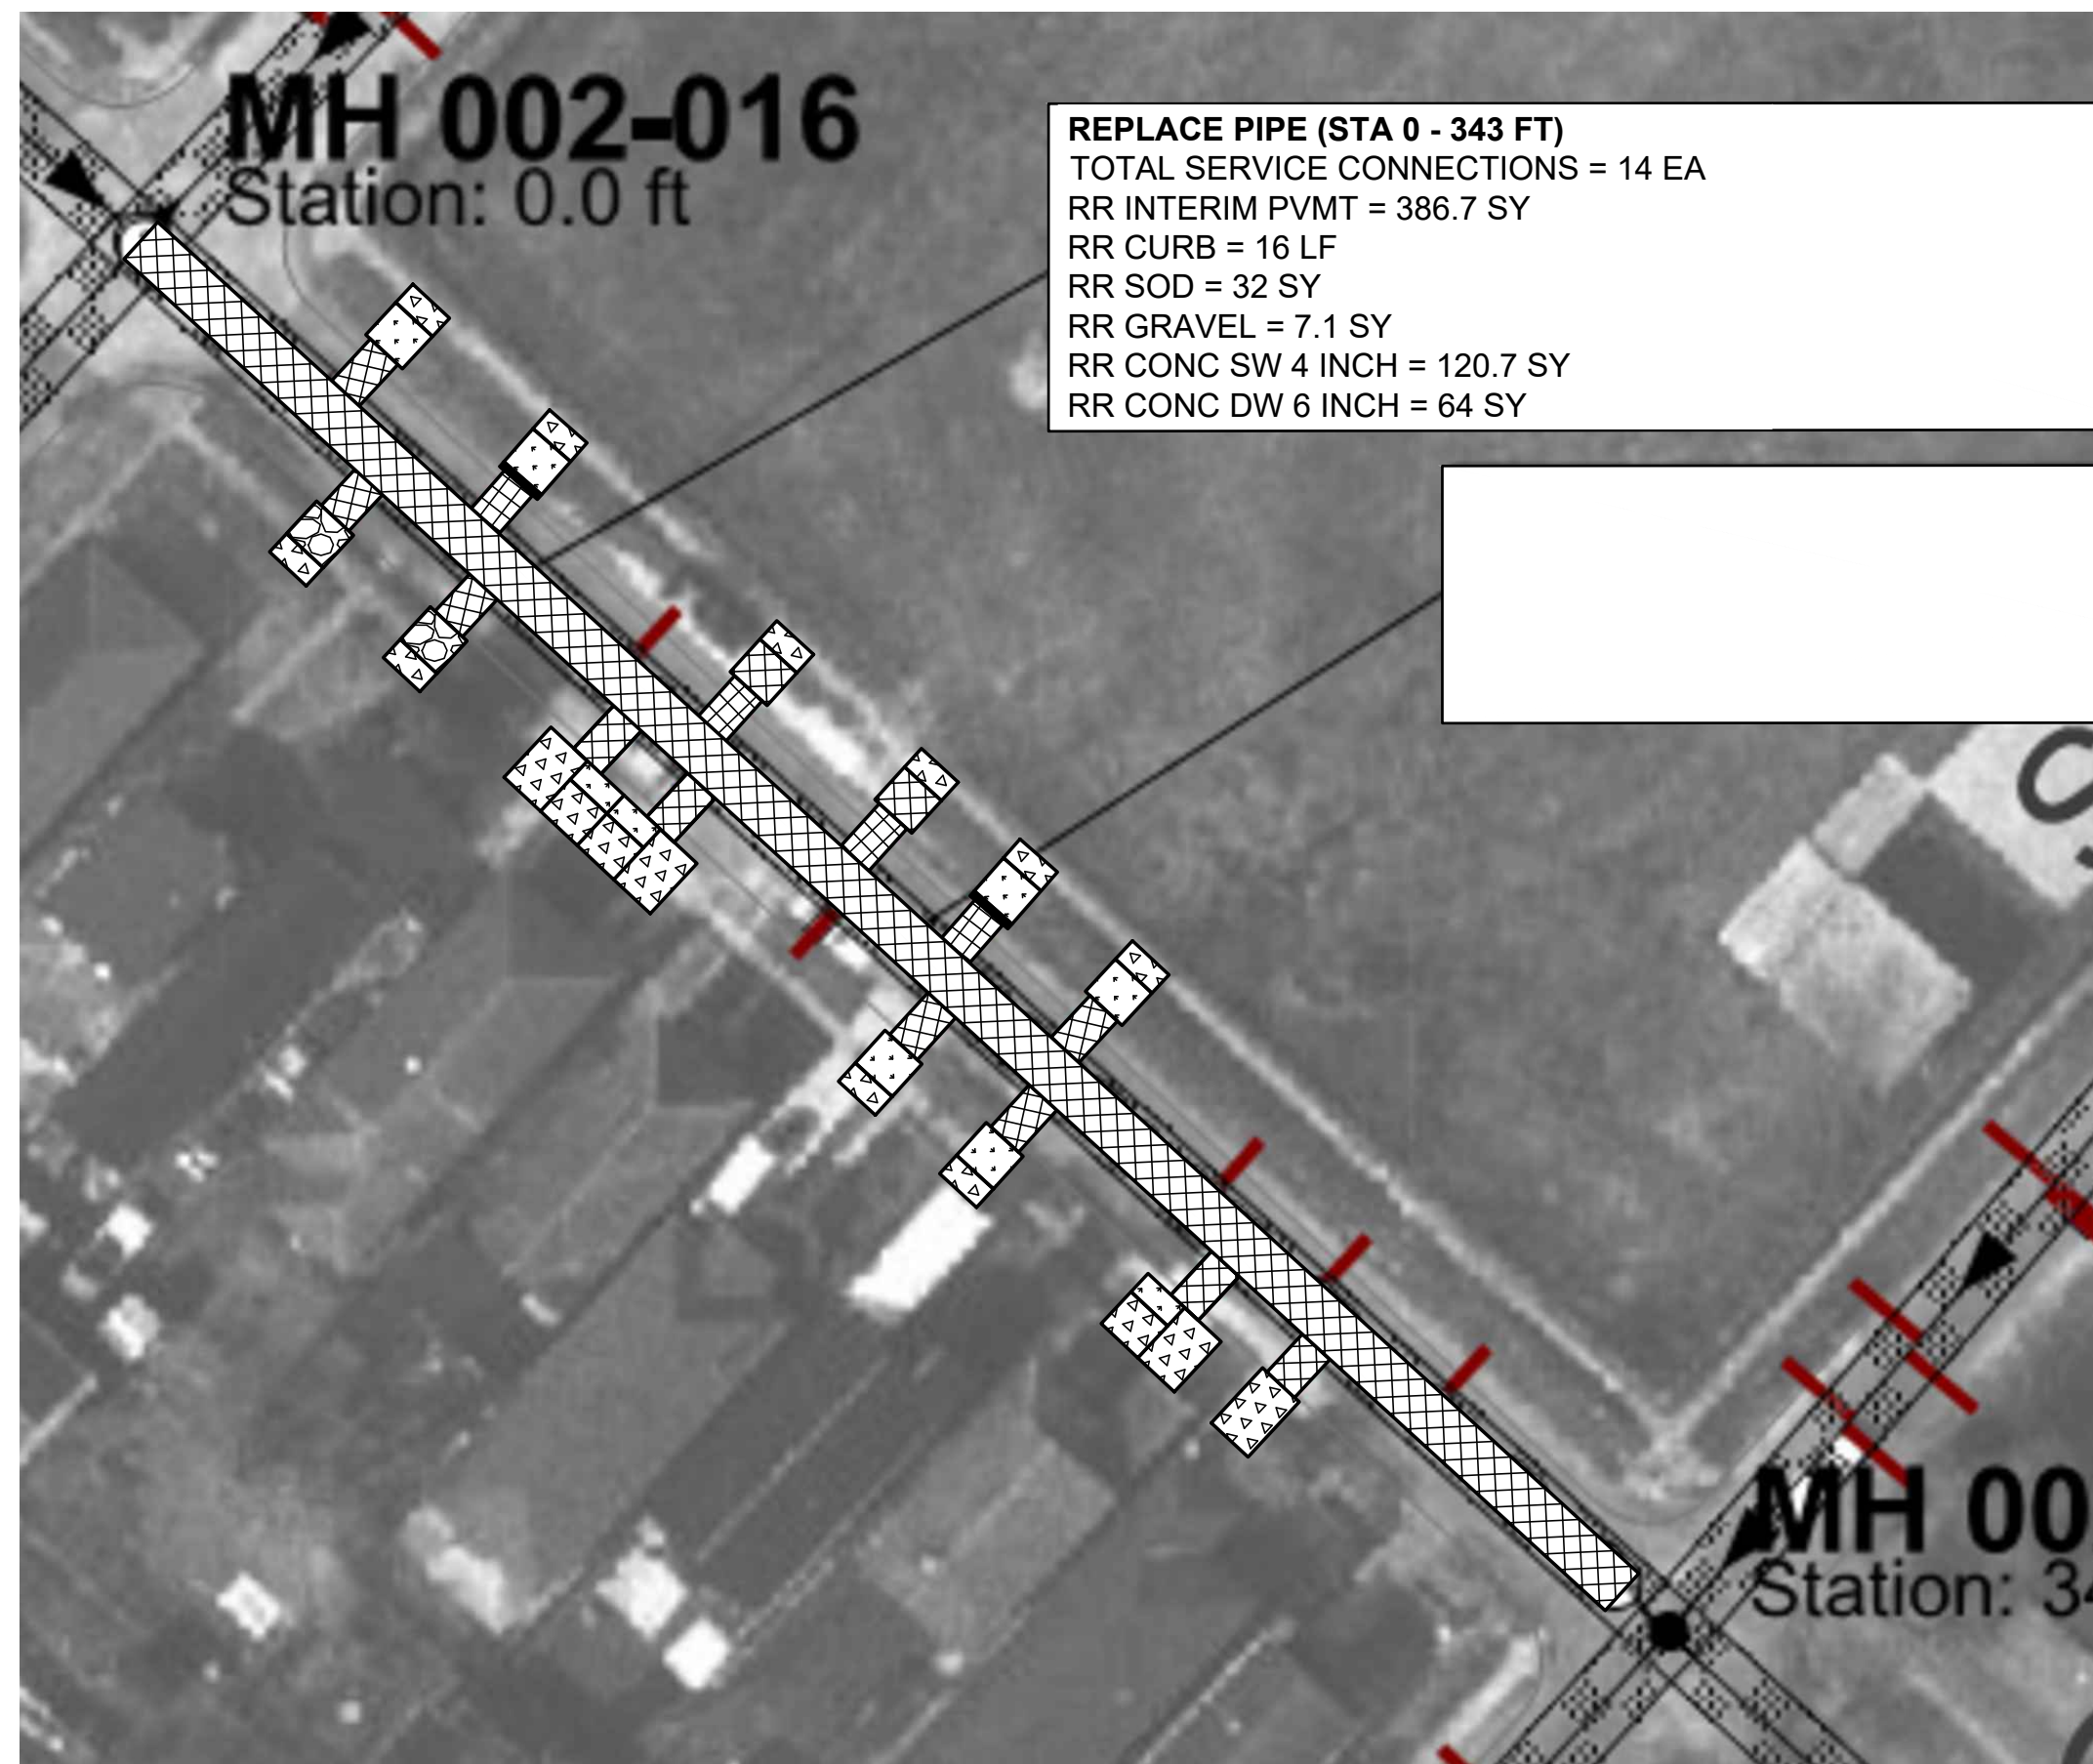 MH 002-016
Station: 0.0 ft
REPLACE PIPE (STA 0 - 343 FT)
TOTAL SERVICE CONNECTIONS = 14 EA
RR INTERIM PVMT = 386.7 SY
RR CURB = 16 LF
RR SOD = 32 SY
RR GRAVEL = 7.1 SY
RR CONC SW 4 INCH = 120.7 SY
RR CONC DW 6 INCH = 64 SY
MH 00
Station: 34